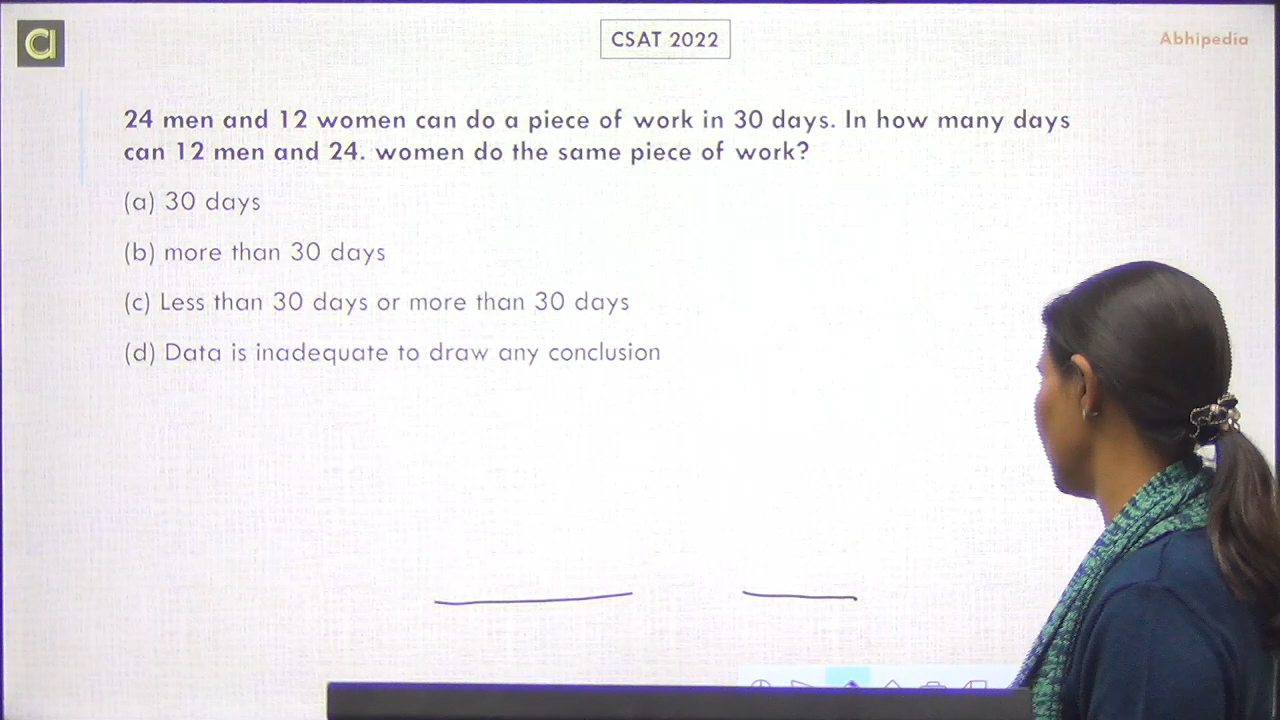 CSAT 2022
Abhipedia
24 men and 12 women can do a piece of work in 30 days. In how many days
can 12 men and 24. women do the same piece of work?
(a) 30 days
(b) more than 30 days
(c) Less than 30 days or more than 30 days
(d) Data is inadequate to draw any conclusion